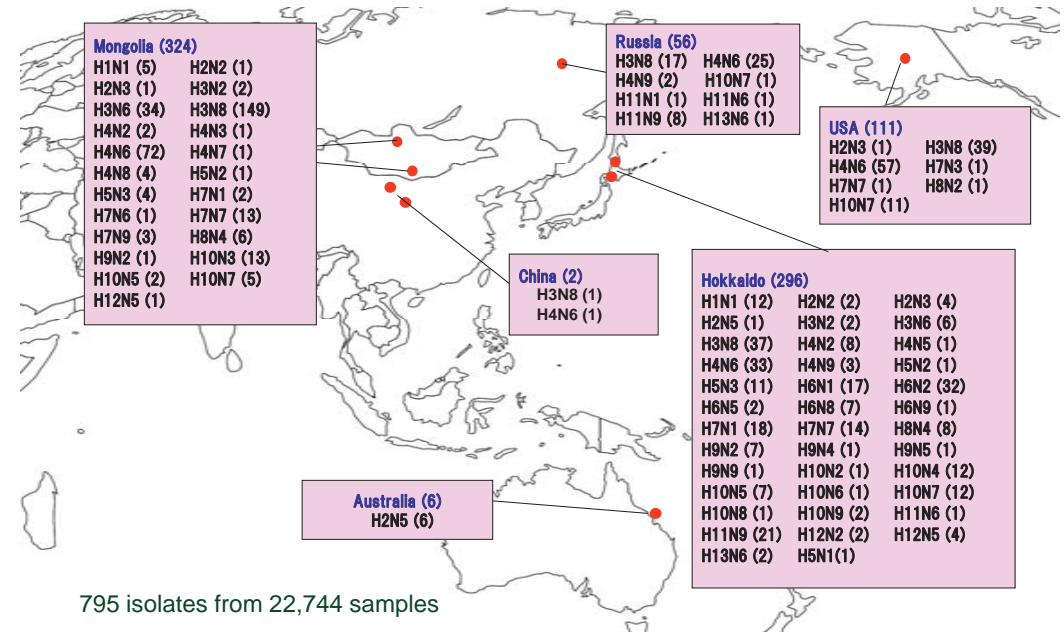 Mongolia (324)
H1N1 (5) H2N2 (1)
H2N3 (1) H3N2 (2)
H3N6 (34) H3N8 (149)
H4N2 (2) H4N3 (1)
H4N6 (72) H4N7 (1)
H4N8 (4) H5N2 (1)
H5N3 (4) H7N1 (2)
H7N6 (1) H7N7 (13)
H7N9 (3) H8N4 (6)
H9N2 (1) H10N3 (13)
H10N5 (2) H10N7 (5)
H12N5 (1)
Russia (56)
H3N8 (17) H4N6 (25)
H4N9 (2) H10N7 (1)
H11N1 (1) H11N6 (1)
H11N9 (8) H13N6 (1)
USA (111)
H2N3 (1) H3N8 (39)
H4N6 (57) H7N3 (1)
H7N7 (1) H8N2 (1)
H10N7 (11)
China (2)
H3N8 (1)
H4N6 (1)
Hokkaido (296)
H1N1 (12) H2N2 (2) H2N3 (4)
H2N5 (1) H3N2 (2) H3N6 (6)
H3N8 (37) H4N2 (8) H4N5 (1)
H4N6 (33) H4N9 (3) H5N2 (1)
H5N3 (11) H6N1 (17) H6N2 (32)
H6N5 (2) H6N8 (7) H6N9 (1)
H7N1 (18) H7N7 (14) H8N4 (8)
H9N2 (7) H9N4 (1) H9N5 (1)
H9N9 (1) H10N2 (1) H10N4 (12)
H10N5 (7) H10N6 (1) H10N7 (12)
H10N8 (1) H10N9 (2) H11N6 (1)
H11N9 (21) H12N2 (2) H12N5 (4)
H13N6 (2) H5N1(1)
Australia (6)
H2N5 (6)
795 isolates from 22,744 samples